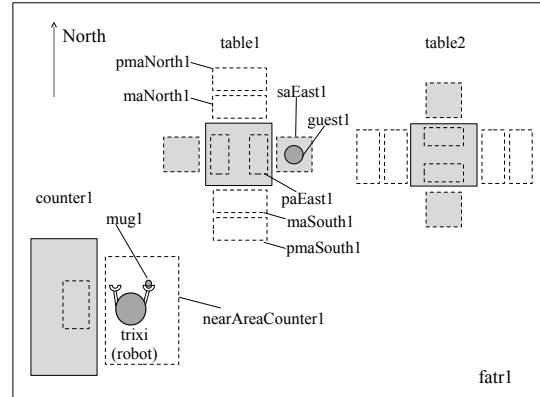 North
table1
table2
pmaNorth1
maNorth1
saEast1
guest1
counter1
paEast1
mug1
maSouth1
pmaSouth1
nearAreaCounter1
trixi
(robot)
fatr1